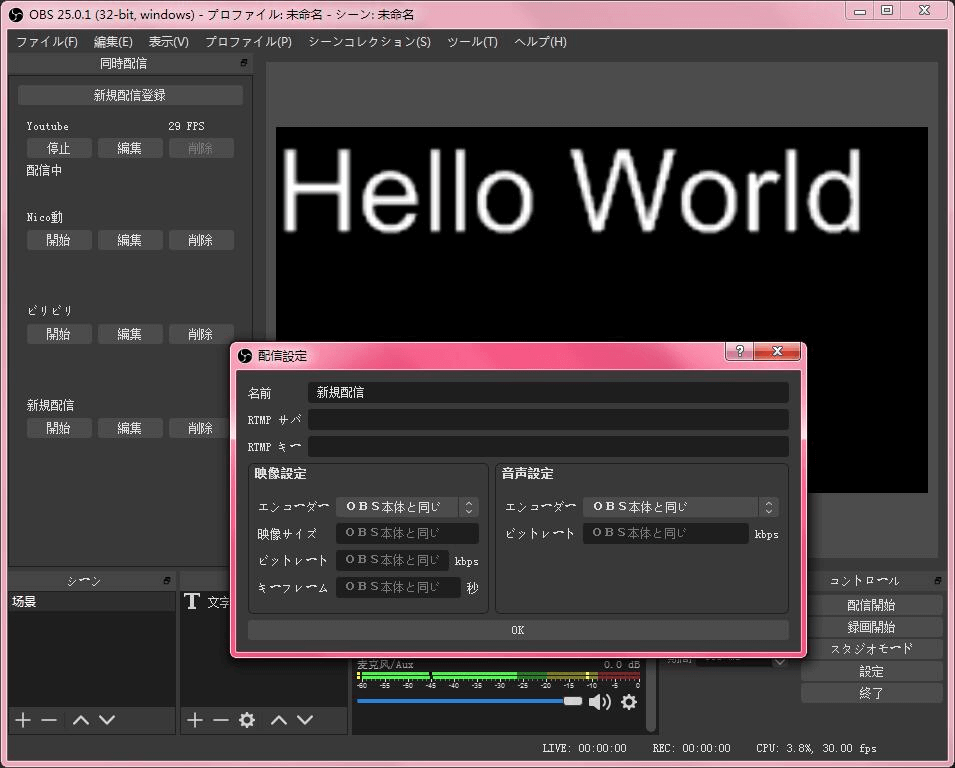 OBS 25.0.1 (32-bit, windows) - プロファイル: 未命名 - シーン: 未命名
ファイル(F) 編集(E) 表示(V) プロファイル(P) シーンコレクション(S) ツール(T) ヘルプ(H)
同時配信
新規配信登録
Youtube 29 FPS
停止 編集 削除
配信中
Nico動
開始 編集 削除
ビリビリ
開始 編集 削除
新規配信
開始 編集 削除
Hello World
配信設定
名前 新規配信
RTMP サバ
RTMP キー
映像設定
エンコーダー ОＢＳ本体と同じ
映像サイズ ОＢＳ本体と同じ
ビットレート ОＢＳ本体と同じ kbps
キーフレーム ОＢＳ本体と同じ 秒
音声設定
エンコーダー ОＢＳ本体と同じ
ビットレート ОＢＳ本体と同じ kbps
OK
シーン
场景
T 文字
麦克风/Aux 0.0 dB
-60 -55 -50 -45 -40 -35 -30 -25 -20 -15 -10 -5 0
コントロール
配信開始
録画開始
スタジオモード
設定
終了
LIVE: 00:00:00 REC: 00:00:00 CPU: 3.8%, 30.00 fps